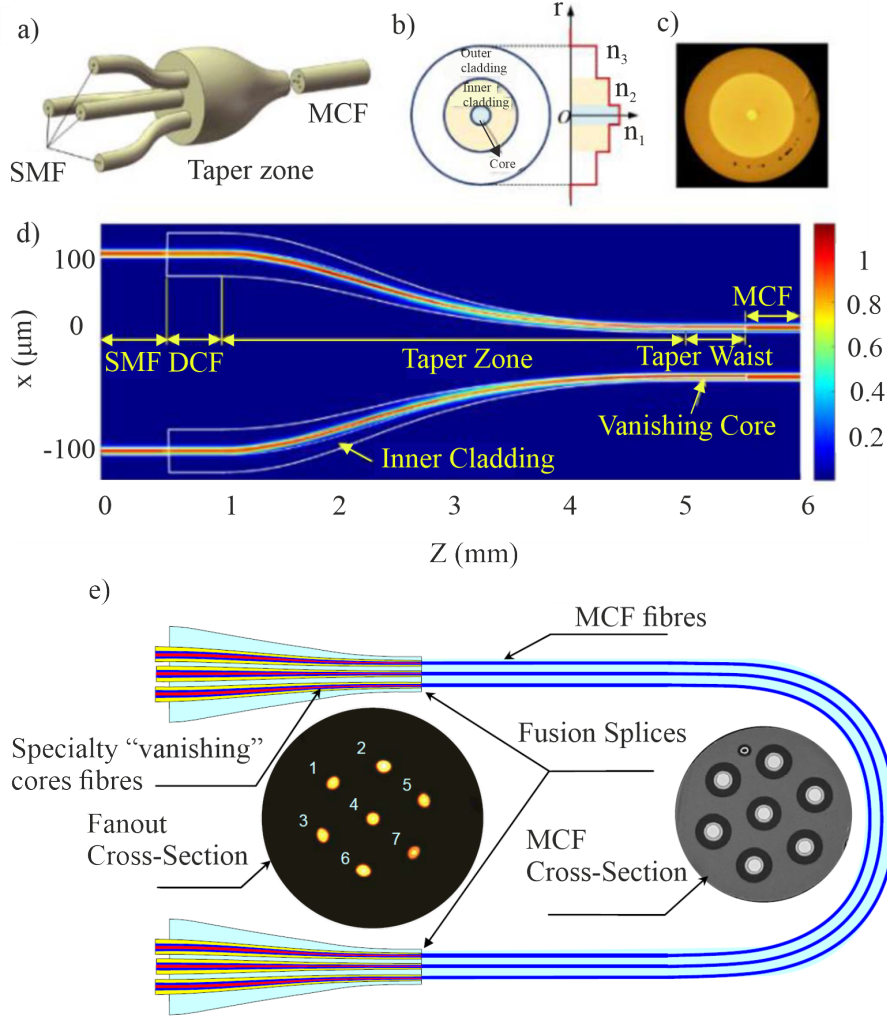 a)
SMF
Taper zone
MCF
b)
r
Outer
cladding
Inner
cladding
Core
o
n3
n2
n1
c)
d)
x (μm)
100
0
-100
SMF
DCF
Taper Zone
Taper Waist
MCF
Vanishing Core
Inner Cladding
1
0.8
0.6
0.4
0.2
0
1
2
3
4
5
6
Z (mm)
e)
MCF fibres
Specialty “vanishing”
cores fibres
Fusion Splices
Fanout
Cross-Section
1
2
3
4
5
6
7
MCF
Cross-Section